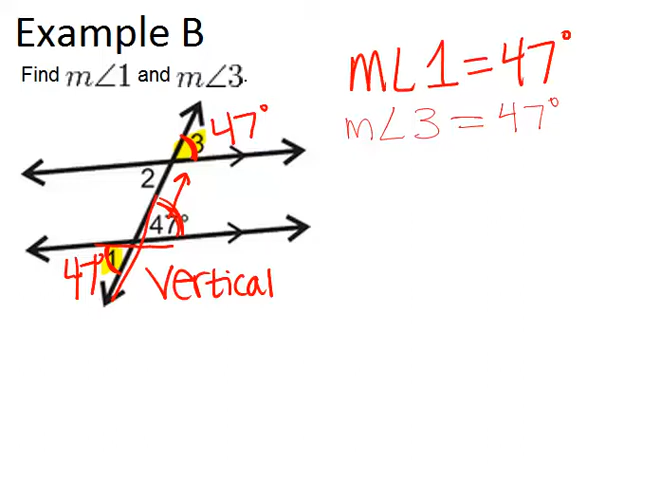 Example B
Find m∠1 and m∠3.
m∠1=47°
m∠3=47°
3 47°
2
47°
47° 1
vertical